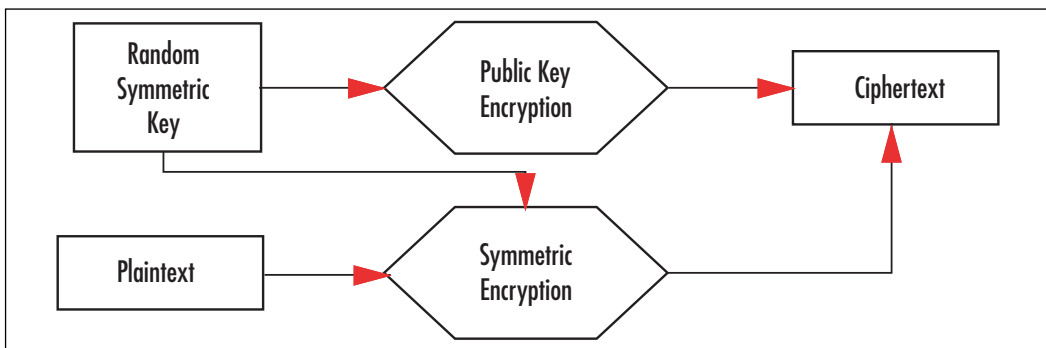 Random
Symmetric
Key
Public Key
Encryption
Ciphertext
Plaintext
Symmetric
Encryption